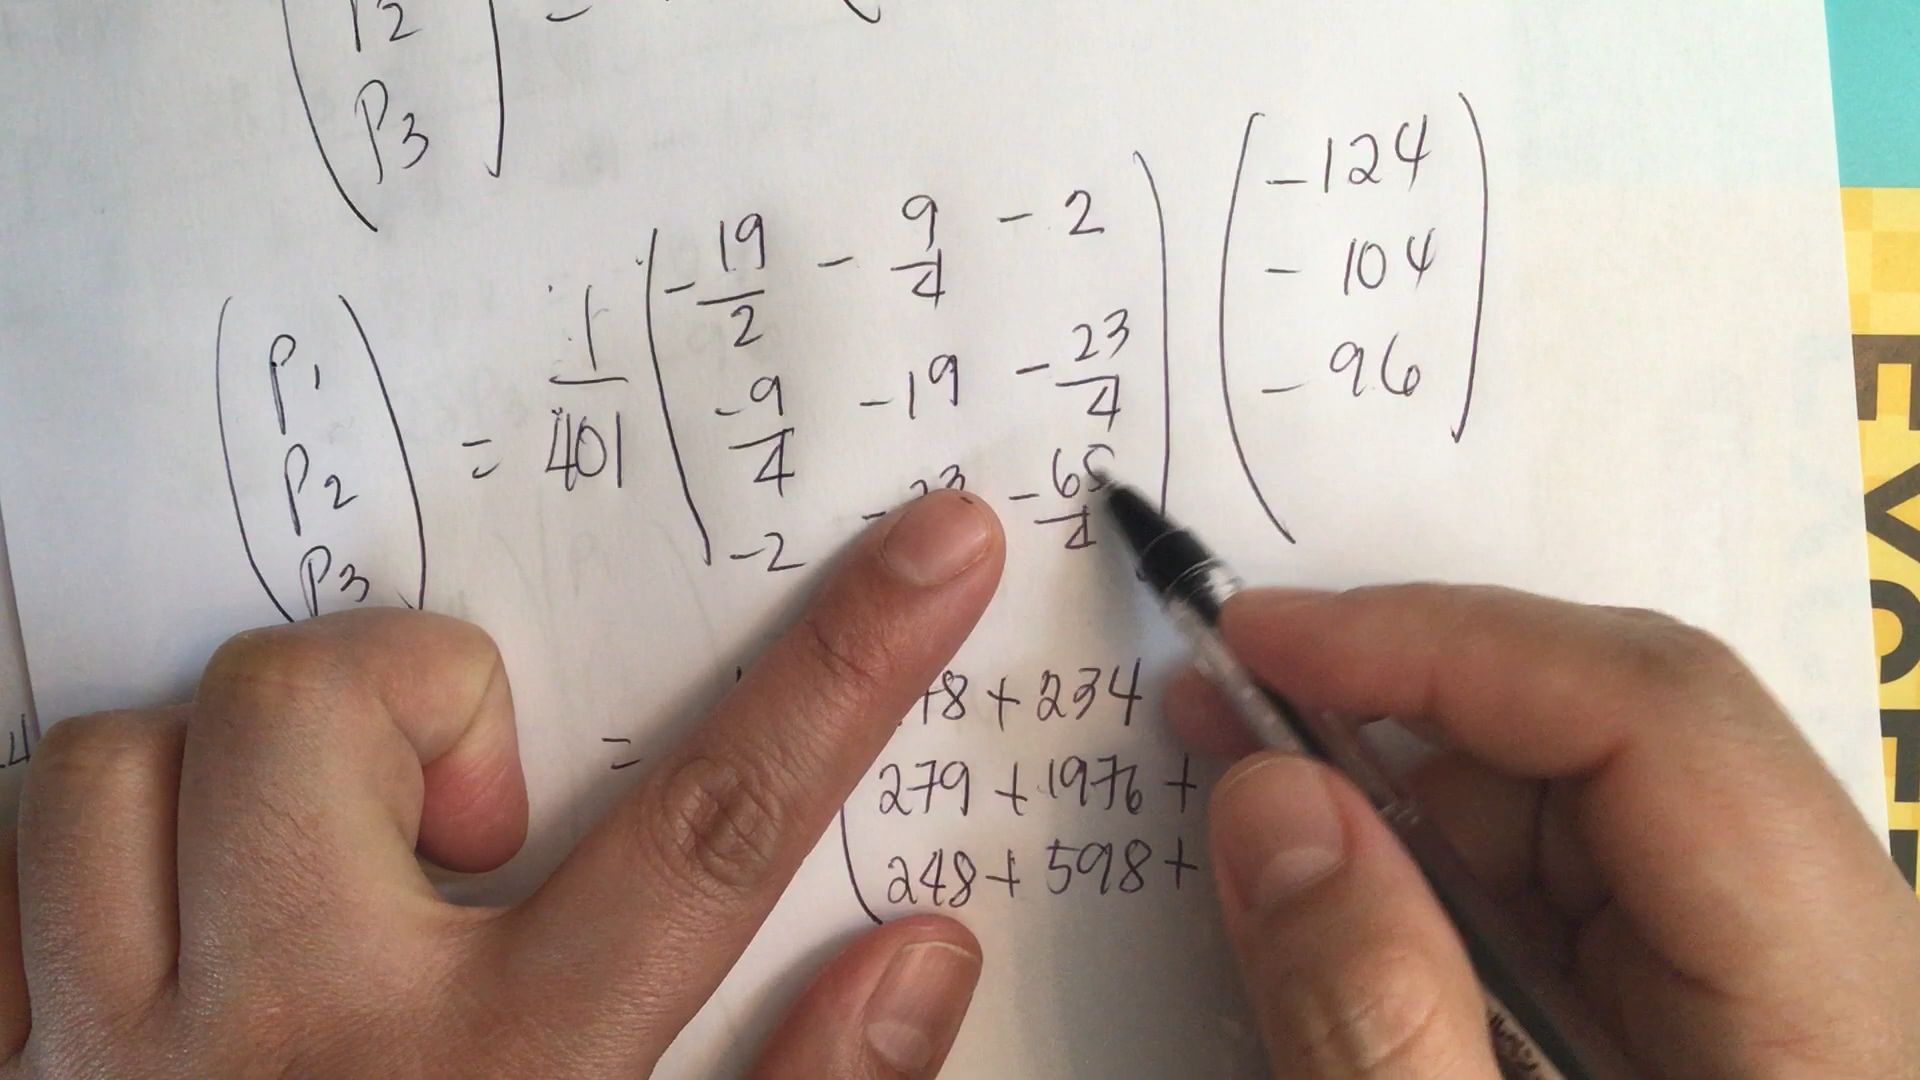 P2
P3
P1
P2
P3
= 1/401
-19/2 - 9/4 - 2
-9/4 -19 -23/4
-2 -23 -65/4
-124
-104
-96
= 8 + 234
279 + 1976 +
248 + 598 +